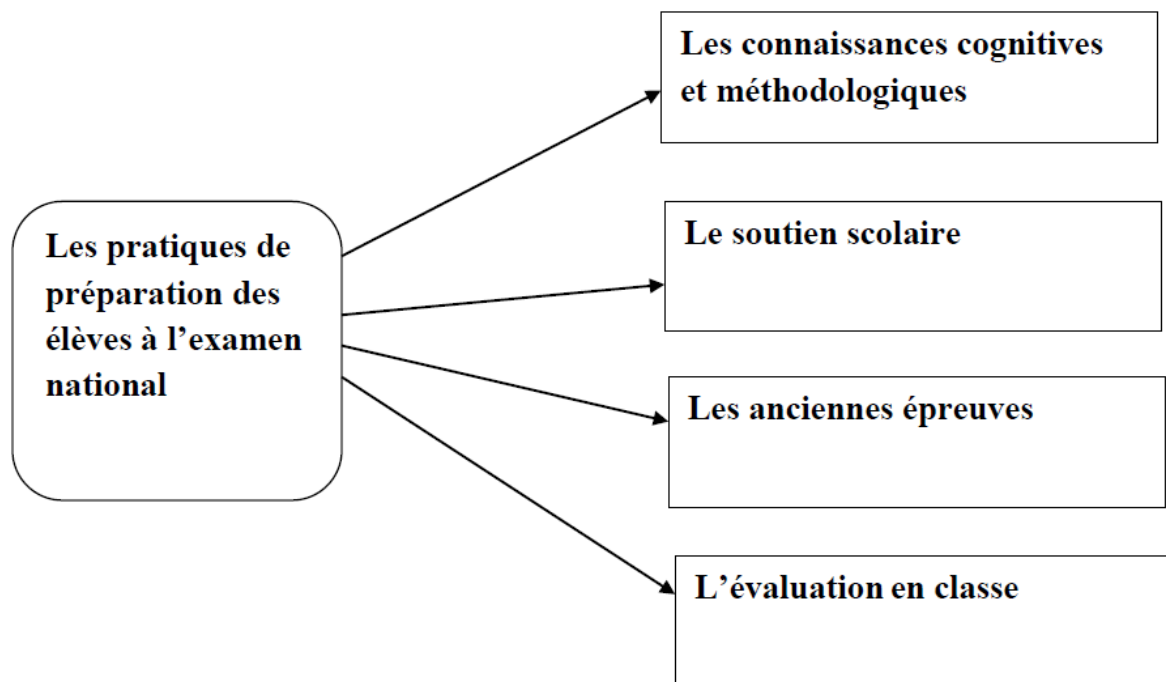 Les connaissances cognitives
et méthodologiques
Les pratiques de
préparation des
élèves à l'examen
national
Le soutien scolaire
Les anciennes épreuves
L'évaluation en classe